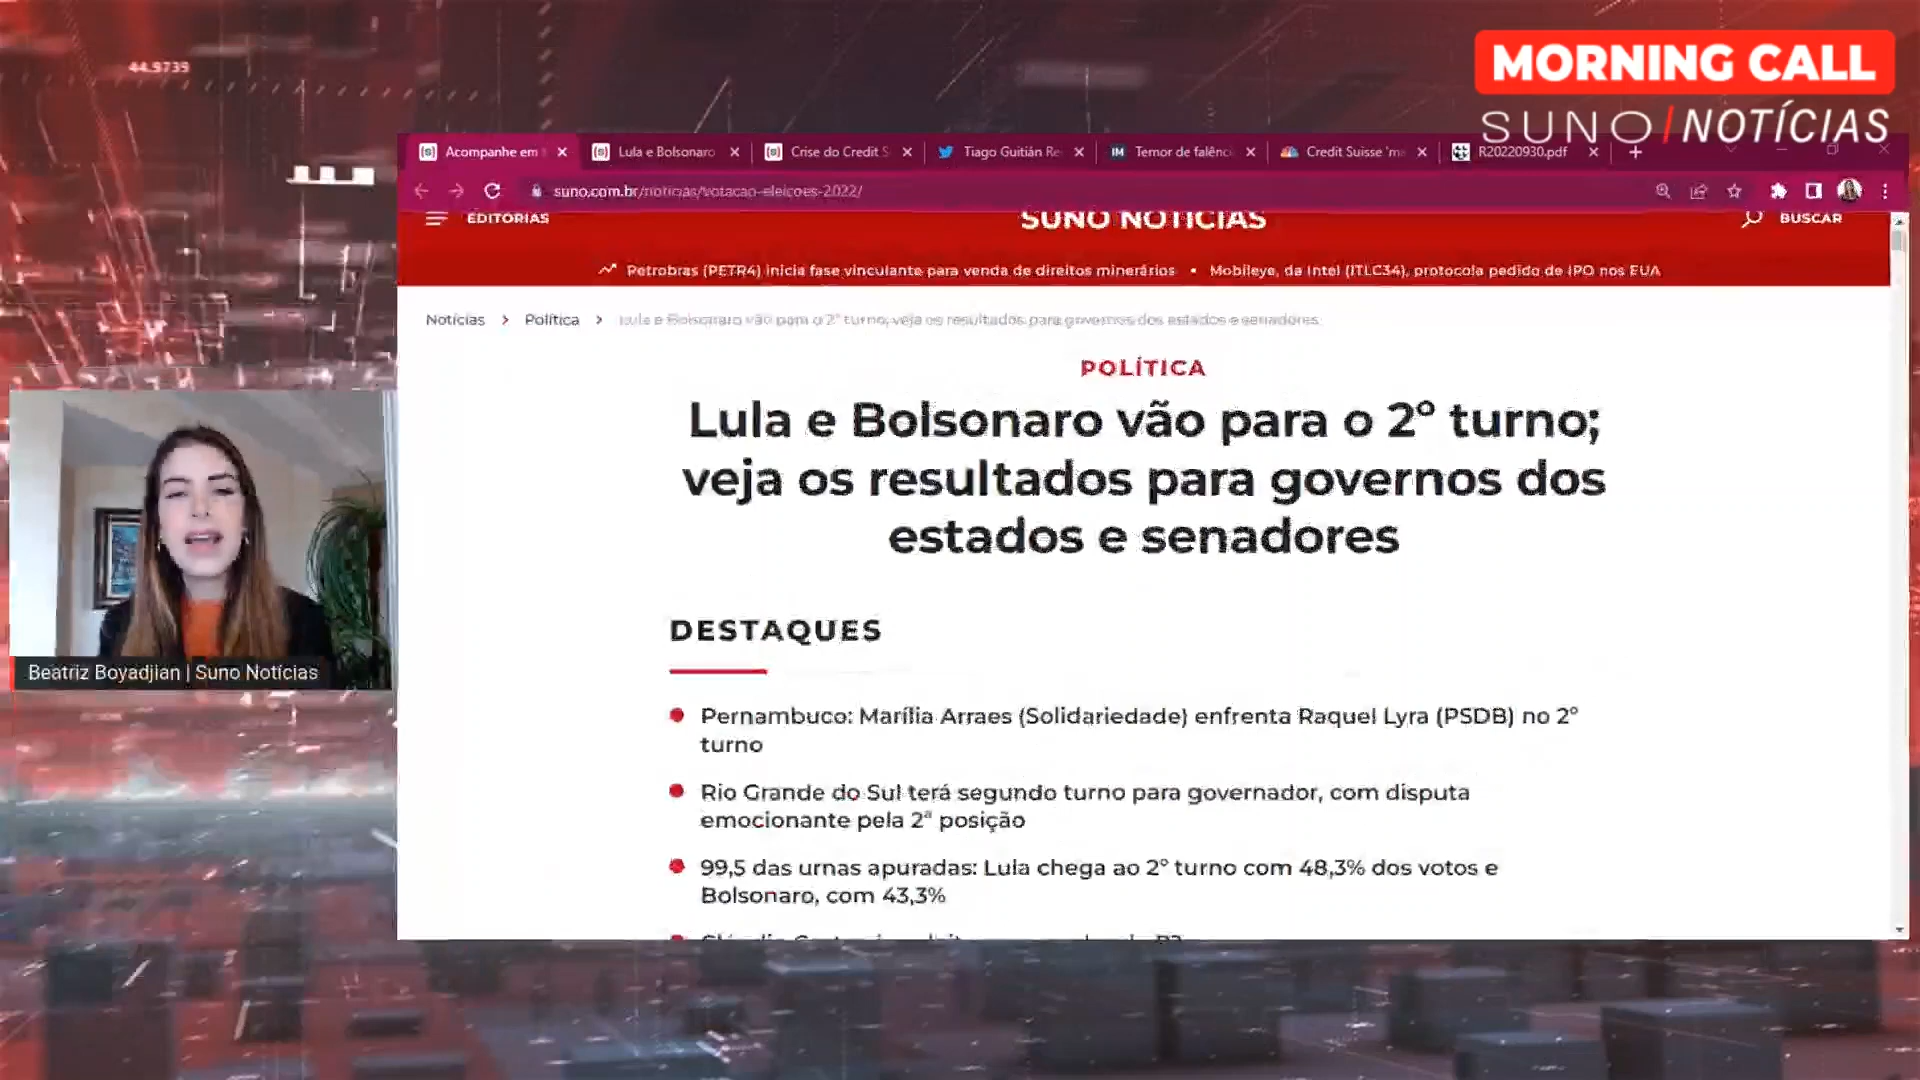 44.9739
MORNING CALL
SUNO/NOTÍCIAS
Acompanhe em
Lula e Bolsonaro
Crise do Credit S
Tiago Guitián Re
IM Temor de falênc
Credit Suisse 'm
R20220930.pdf
suno.com.br/noticias/votacao-eleicoes-2022/
EDITORIAS
SUNO NOTÍCIAS
BUSCAR
Petrobras (PETR4) inicia fase vinculante para venda de direitos minerários • Mobileye, da Intel (ITLC34), protocola pedido de IPO nos EUA
Notícias > Política > Lula e Bolsonaro vão para o 2º turno; veja os resultados para governos dos estados e senadores
POLÍTICA
Lula e Bolsonaro vão para o 2º turno;
veja os resultados para governos dos
estados e senadores
DESTAQUES
Pernambuco: Marília Arraes (Solidariedade) enfrenta Raquel Lyra (PSDB) no 2º
turno
Rio Grande do Sul terá segundo turno para governador, com disputa
emocionante pela 2ª posição
99,5 das urnas apuradas: Lula chega ao 2º turno com 48,3% dos votos e
Bolsonaro, com 43,3%
Beatriz Boyadjian | Suno Notícias